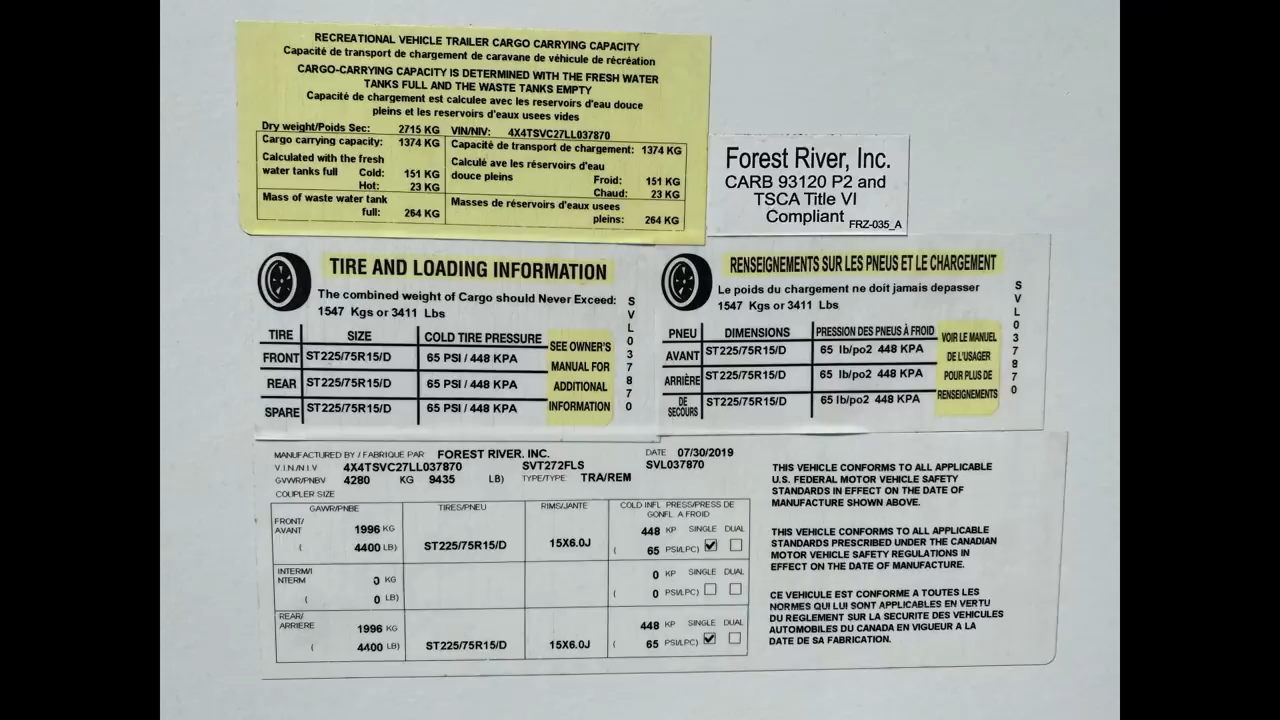 RECREATIONAL VEHICLE TRAILER CARGO CARRYING CAPACITY
Capacité de transport de chargement de caravane de véhicule de récréation
CARGO-CARRYING CAPACITY IS DETERMINED WITH THE FRESH WATER
TANKS FULL AND THE WASTE TANKS EMPTY
Capacité de chargement est calculee avec les reservoirs d'eau douce
pleins et les reservoirs d'eaux usees vides
Dry weight/Poids Sec: 2715 KG VIN/NIV: 4X4TSVC27LL037870
Cargo carrying capacity: 1374 KG
Calculated with the fresh
water tanks full Cold: 151 KG
Hot: 23 KG
Mass of waste water tank
full: 264 KG
Capacité de transport de chargement: 1374 KG
Calculé ave les réservoirs d'eau
douce pleins Froid: 151 KG
Chaud: 23 KG
Masses de réservoirs d'eaux usees
pleins: 264 KG
Forest River, Inc.
CARB 93120 P2 and
TSCA Title VI
Compliant FRZ-035_A
TIRE AND LOADING INFORMATION
The combined weight of Cargo should Never Exceed:
1547 Kgs or 3411 Lbs
TIRE SIZE COLD TIRE PRESSURE
FRONT ST225/75R15/D 65 PSI / 448 KPA
REAR ST225/75R15/D 65 PSI / 448 KPA
SPARE ST225/75R15/D 65 PSI / 448 KPA
SEE OWNER'S
MANUAL FOR
ADDITIONAL
INFORMATION
SVL037870
RENSEIGNEMENTS SUR LES PNEUS ET LE CHARGEMENT
Le poids du chargement ne doit jamais depasser
1547 Kgs or 3411 Lbs
PNEU DIMENSIONS PRESSION DES PNEUS À FROID
AVANT ST225/75R15/D 65 lb/po2 448 KPA
ARRIÈRE ST225/75R15/D 65 lb/po2 448 KPA
DE SECOURS ST225/75R15/D 65 lb/po2 448 KPA
VOIR LE MANUEL
DE L'USAGER
POUR PLUS DE
RENSEIGNEMENTS
SVL037870
MANUFACTURED BY / FABRIQUE PAR FOREST RIVER. INC. DATE 07/30/2019
V.I.N./N.I.V 4X4TSVC27LL037870 SVT272FLS SVL037870
GVWR/PNBV 4280 KG 9435 LB) TYPE/TYPE TRA/REM
COUPLER SIZE
GAWR/PNBE TIRES/PNEU RIMS/JANTE COLD INFL PRESS/PRESS DE
GONFL A FROID
FRONT/
AVANT 1996 KG 448 KP SINGLE DUAL
( 4400 LB) ST225/75R15/D 15X6.0J ( 65 PSI/LPC)
INTERM/I
NTERM 0 KG 0 KP SINGLE DUAL
( 0 LB) ( 0 PSI/LPC)
REAR/
ARRIERE 1996 KG 448 KP SINGLE DUAL
( 4400 LB) ST225/75R15/D 15X6.0J ( 65 PSI/LPC)
THIS VEHICLE CONFORMS TO ALL APPLICABLE
U.S. FEDERAL MOTOR VEHICLE SAFETY
STANDARDS IN EFFECT ON THE DATE OF
MANUFACTURE SHOWN ABOVE.
THIS VEHICLE CONFORMS TO ALL APPLICABLE
STANDARDS PRESCRIBED UNDER THE CANADIAN
MOTOR VEHICLE SAFETY REGULATIONS IN
EFFECT ON THE DATE OF MANUFACTURE.
CE VEHICULE EST CONFORME A TOUTES LES
NORMES QUI LUI SONT APPLICABLES EN VERTU
DU REGLEMENT SUR LA SECURITE DES VEHICULES
AUTOMOBILES DU CANADA EN VIGUEUR A LA
DATE DE SA FABRICATION.